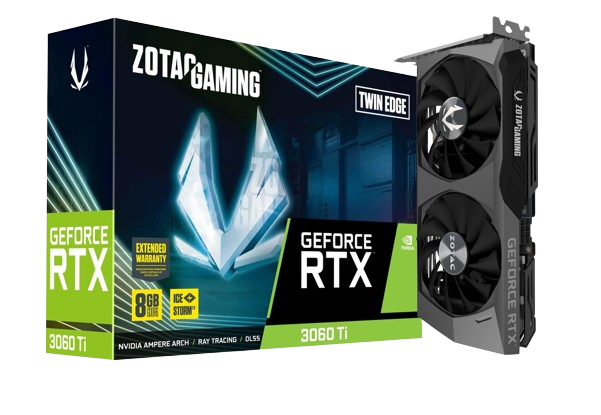 ZOTAC GAMING
TWIN EDGE
GEFORCE
RTX
3060 Ti
EXTENDED
WARRANTY
8GB
ICE
STORM
GEFORCE
RTX
3060 Ti
NVIDIA
NVIDIA AMPERE ARCH / RAY TRACING / DLSS
ZOTAC GAMING
ZOTAC
GEFORCE RTX